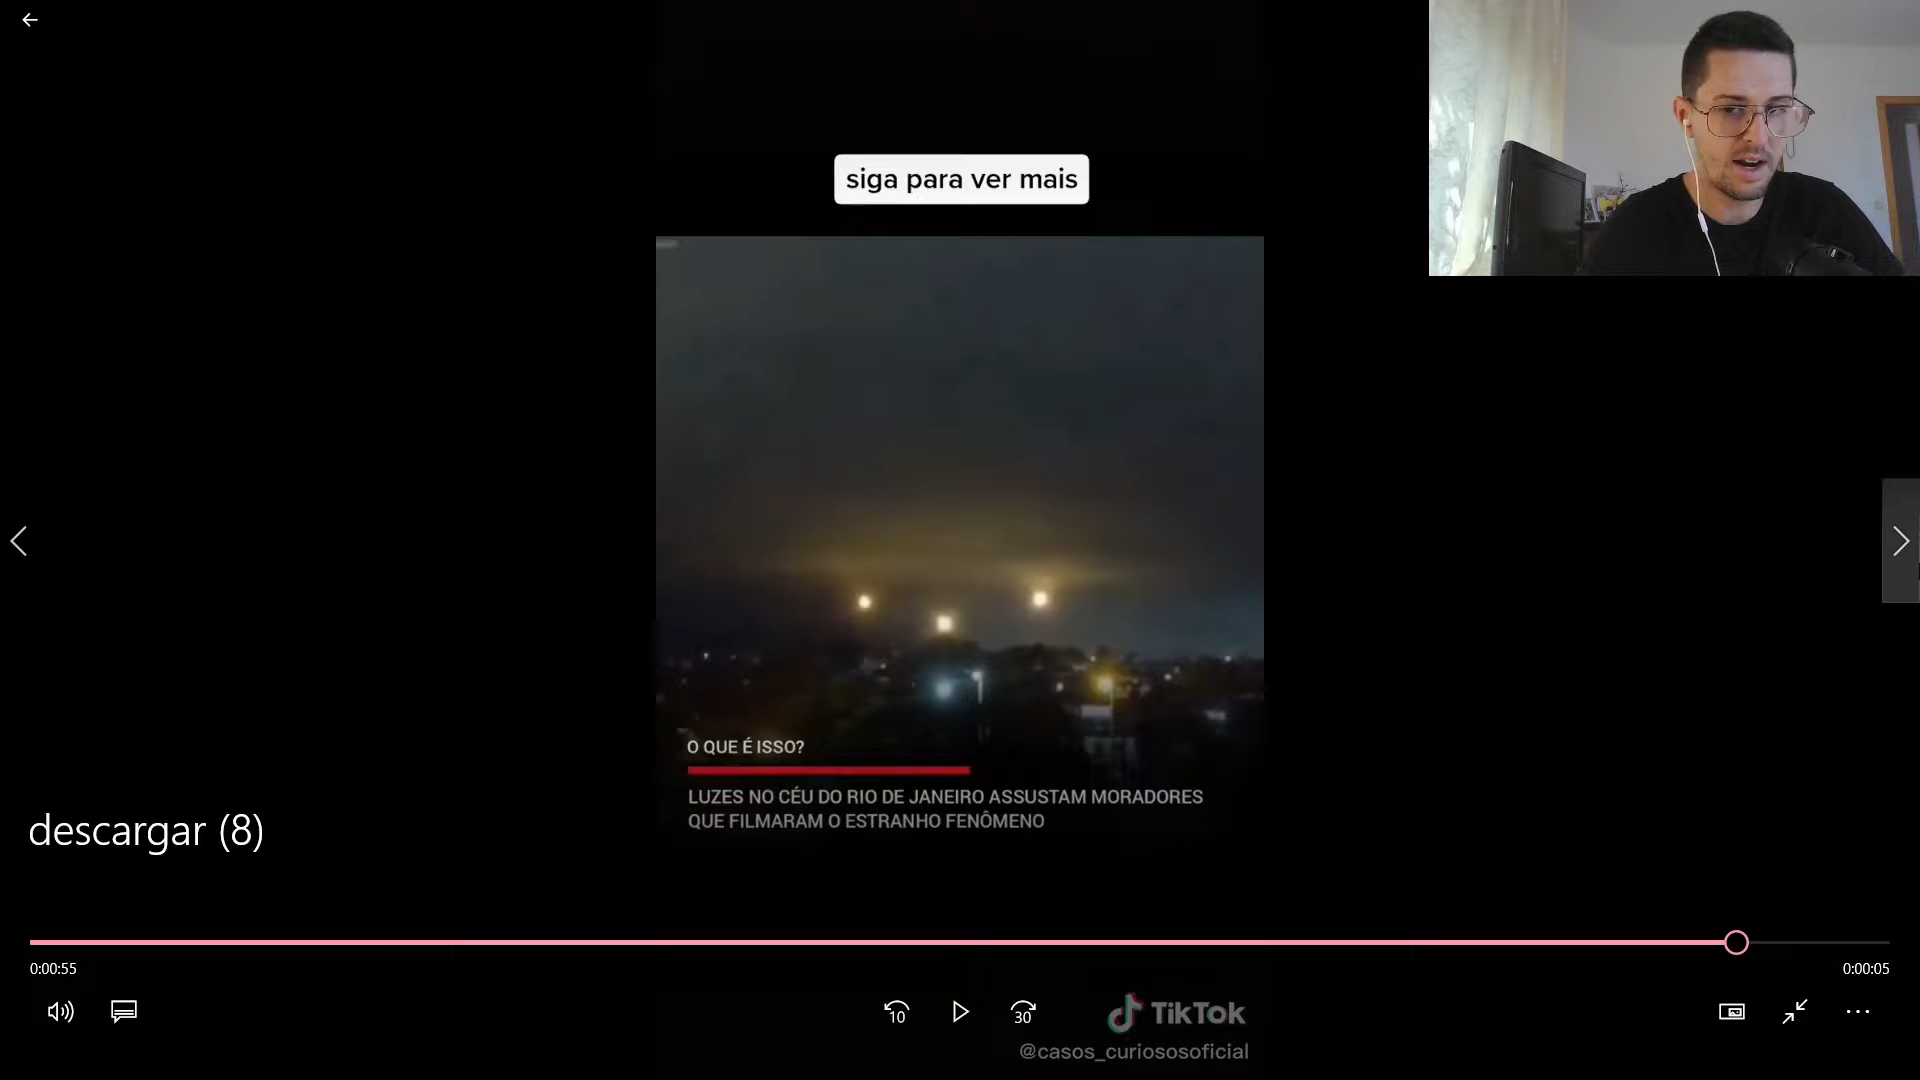 siga para ver mais
O QUE É ISSO?
LUZES NO CÉU DO RIO DE JANEIRO ASSUSTAM MORADORES
QUE FILMARAM O ESTRANHO FENÔMENO
descargar (8)
0:00:55
0:00:05
10
30
TikTok
@casos_curiososoficial